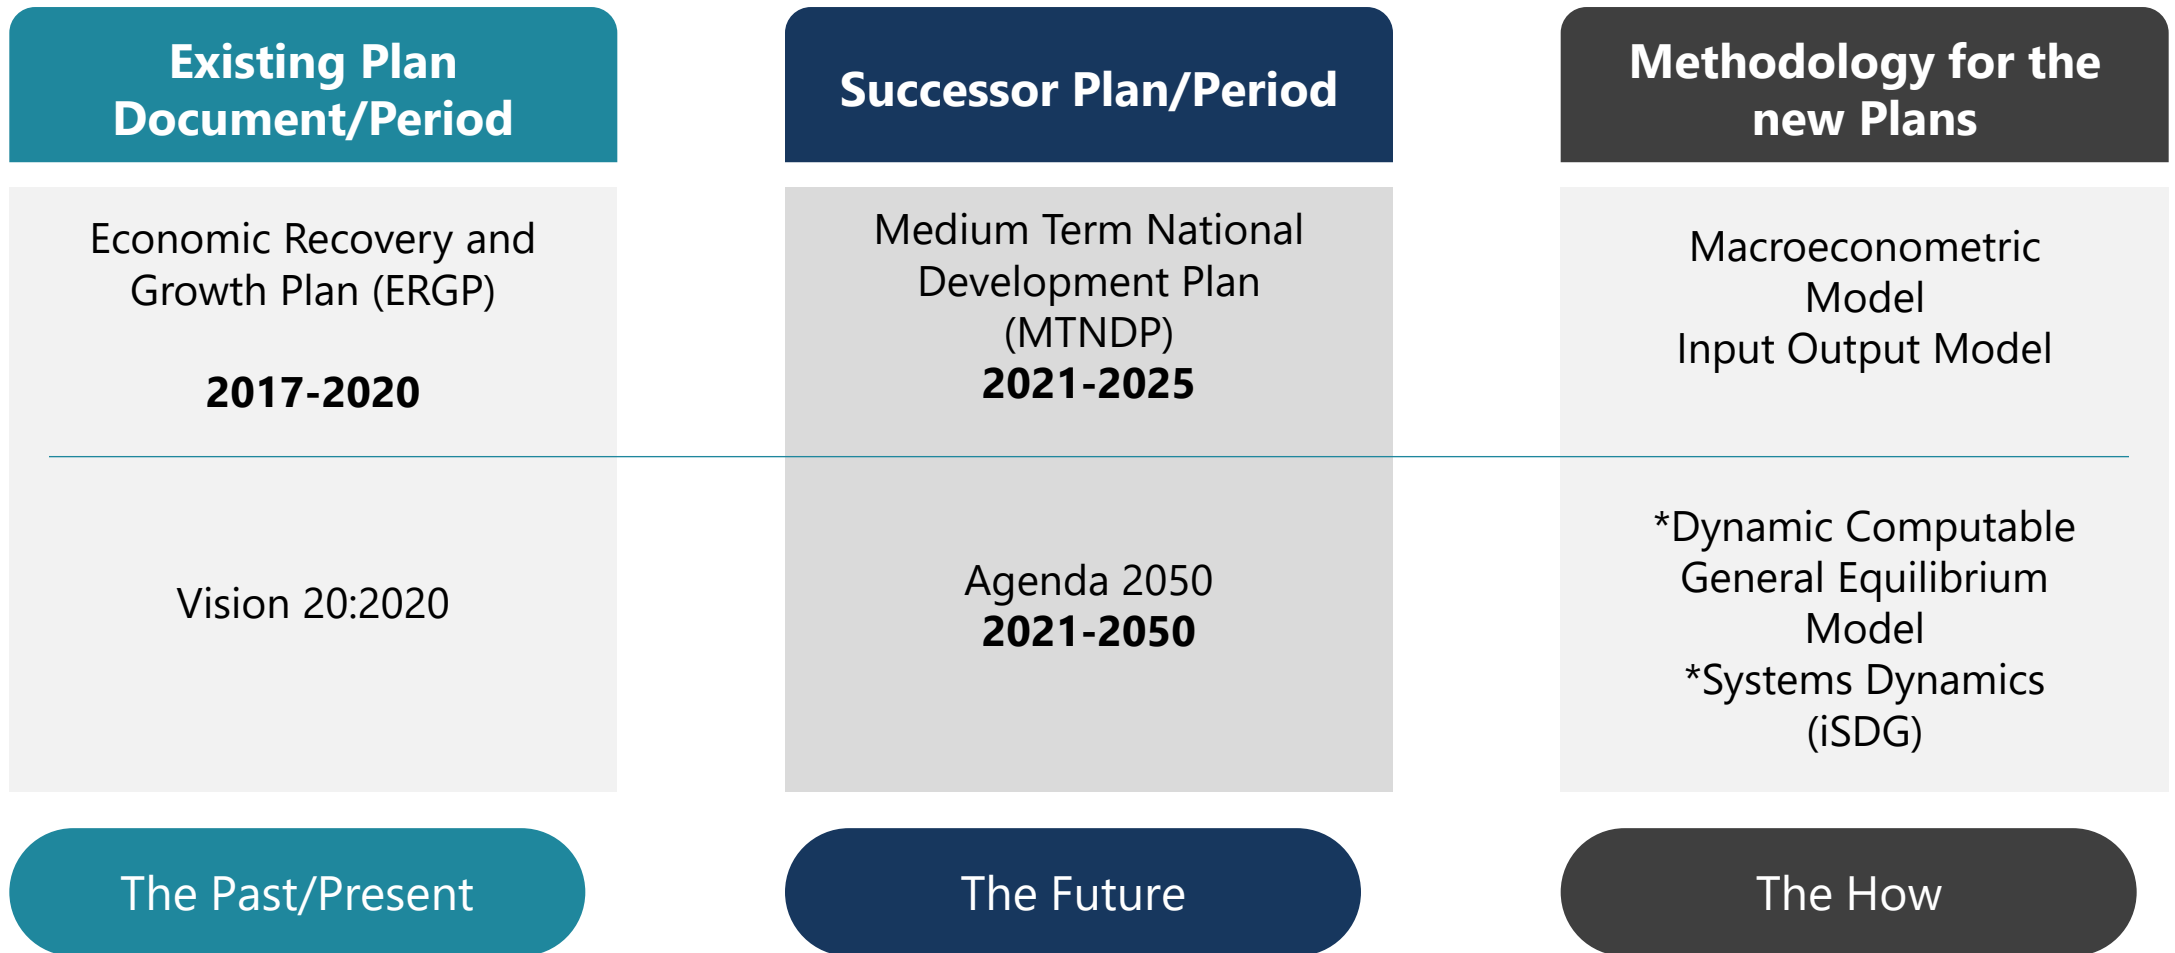 Existing Plan
Document/Period
Successor Plan/Period
Methodology for the
new Plans
Economic Recovery and
Growth Plan (ERGP)
2017-2020
Medium Term National
Development Plan
(MTNDP)
2021-2025
Macroeconometric
Model
Input Output Model
Vision 20:2020
Agenda 2050
2021-2050
*Dynamic Computable
General Equilibrium
Model
*Systems Dynamics
(iSDG)
The Past/Present
The Future
The How